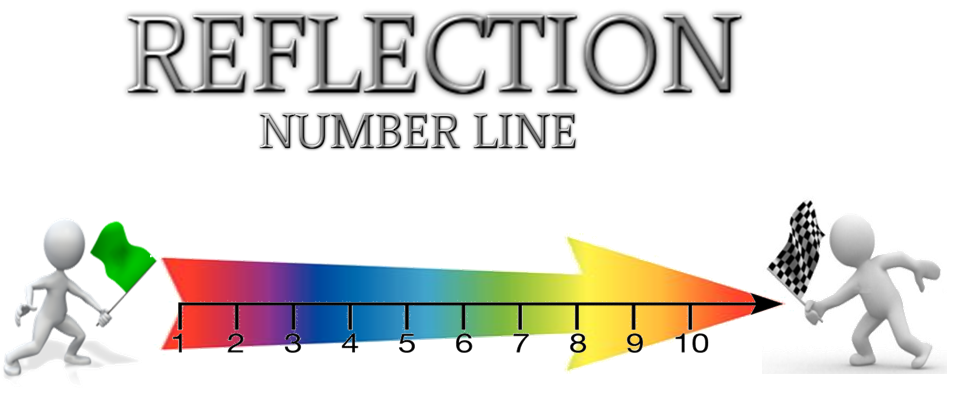 REFLECTION
NUMBER LINE
1 2 3 4 5 6 7 8 9 10